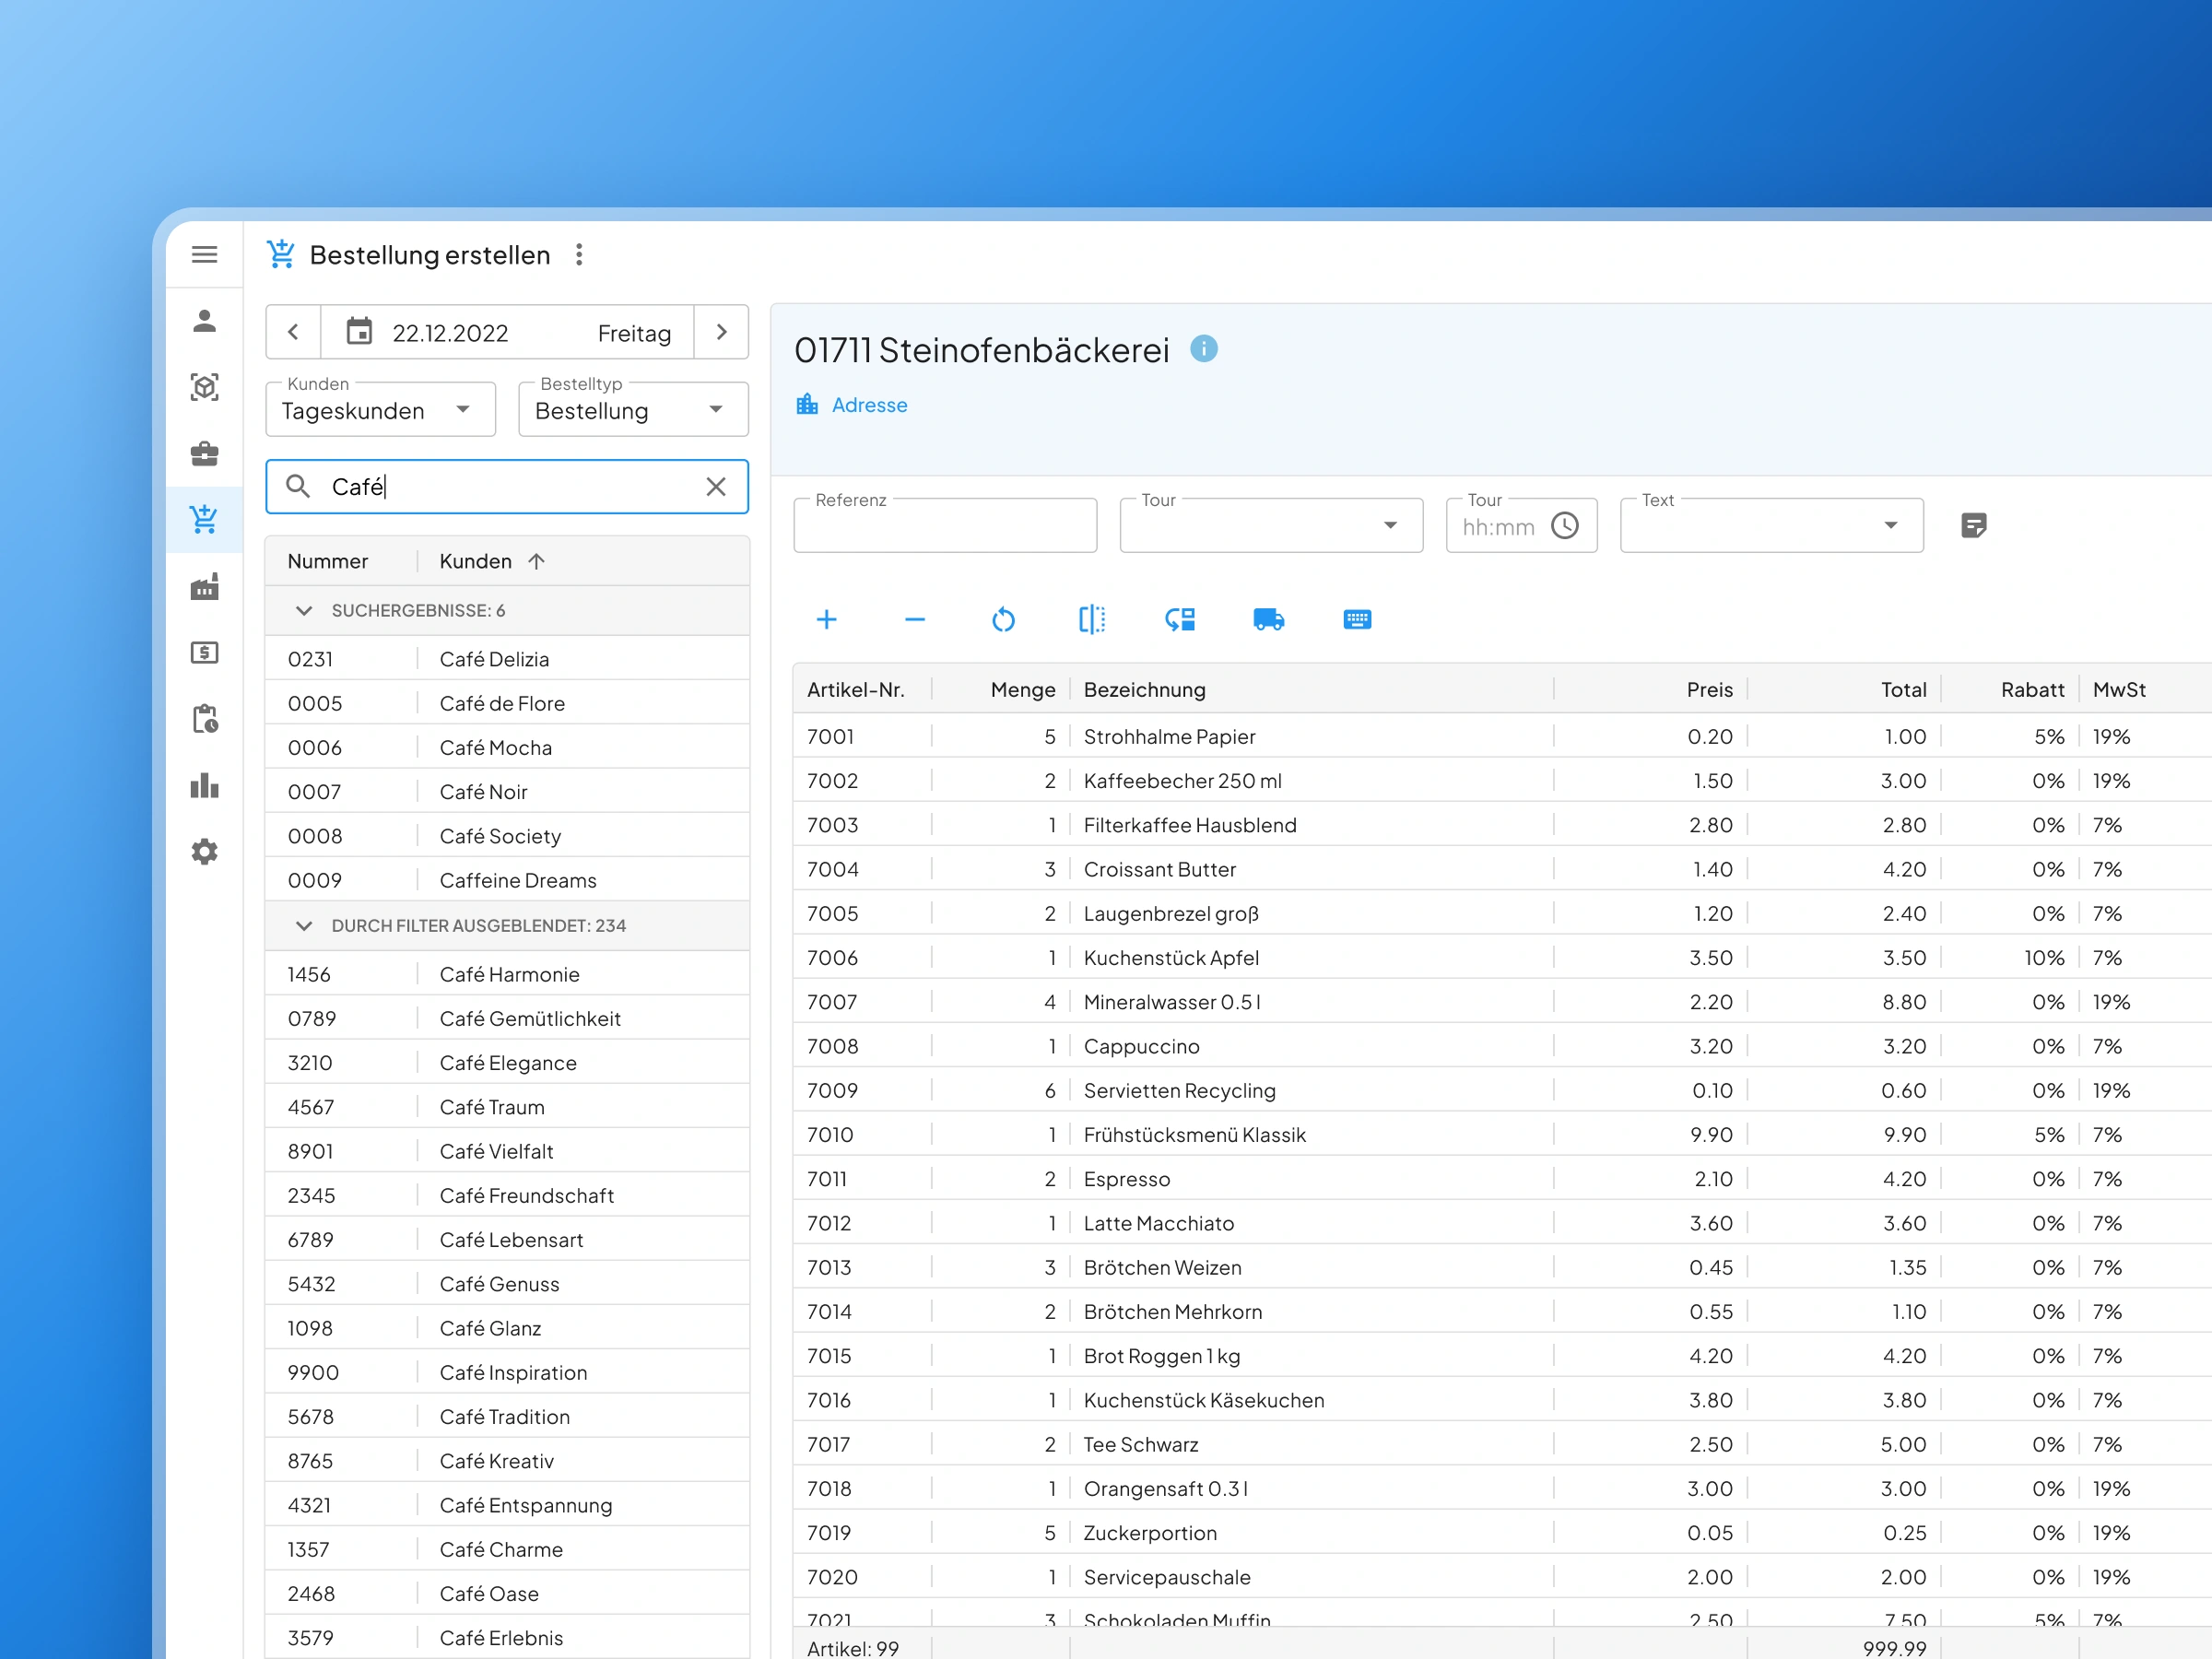 Bestellung erstellen
22.12.2022 Freitag
Kunden
Tageskunden
Bestelltyp
Bestellung
Café
Nummer Kunden
SUCHERGEBNISSE: 6
0231 Café Delizia
0005 Café de Flore
0006 Café Mocha
0007 Café Noir
0008 Café Society
0009 Caffeine Dreams
DURCH FILTER AUSGEBLENDET: 234
1456 Café Harmonie
0789 Café Gemütlichkeit
3210 Café Elegance
4567 Café Traum
8901 Café Vielfalt
2345 Café Freundschaft
6789 Café Lebensart
5432 Café Genuss
1098 Café Glanz
9900 Café Inspiration
5678 Café Tradition
8765 Café Kreativ
4321 Café Entspannung
1357 Café Charme
2468 Café Oase
3579 Café Erlebnis
01711 Steinofenbäckerei
Adresse
Referenz
Tour
Tour
hh:mm
Text
Artikel-Nr. Menge Bezeichnung Preis Total Rabatt MwSt
7001 5 Strohhalme Papier 0.20 1.00 5% 19%
7002 2 Kaffeebecher 250 ml 1.50 3.00 0% 19%
7003 1 Filterkaffee Hausblend 2.80 2.80 0% 7%
7004 3 Croissant Butter 1.40 4.20 0% 7%
7005 2 Laugenbrezel groß 1.20 2.40 0% 7%
7006 1 Kuchenstück Apfel 3.50 3.50 10% 7%
7007 4 Mineralwasser 0.5 l 2.20 8.80 0% 19%
7008 1 Cappuccino 3.20 3.20 0% 7%
7009 6 Servietten Recycling 0.10 0.60 0% 19%
7010 1 Frühstücksmenü Klassik 9.90 9.90 5% 7%
7011 2 Espresso 2.10 4.20 0% 7%
7012 1 Latte Macchiato 3.60 3.60 0% 7%
7013 3 Brötchen Weizen 0.45 1.35 0% 7%
7014 2 Brötchen Mehrkorn 0.55 1.10 0% 7%
7015 1 Brot Roggen 1 kg 4.20 4.20 0% 7%
7016 1 Kuchenstück Käsekuchen 3.80 3.80 0% 7%
7017 2 Tee Schwarz 2.50 5.00 0% 7%
7018 1 Orangensaft 0.3 l 3.00 3.00 0% 19%
7019 5 Zuckerportion 0.05 0.25 0% 19%
7020 1 Servicepauschale 2.00 2.00 0% 19%
7021 3 Schokoladen Muffin 2.50 7.50 5% 7%
Artikel: 99 999.99